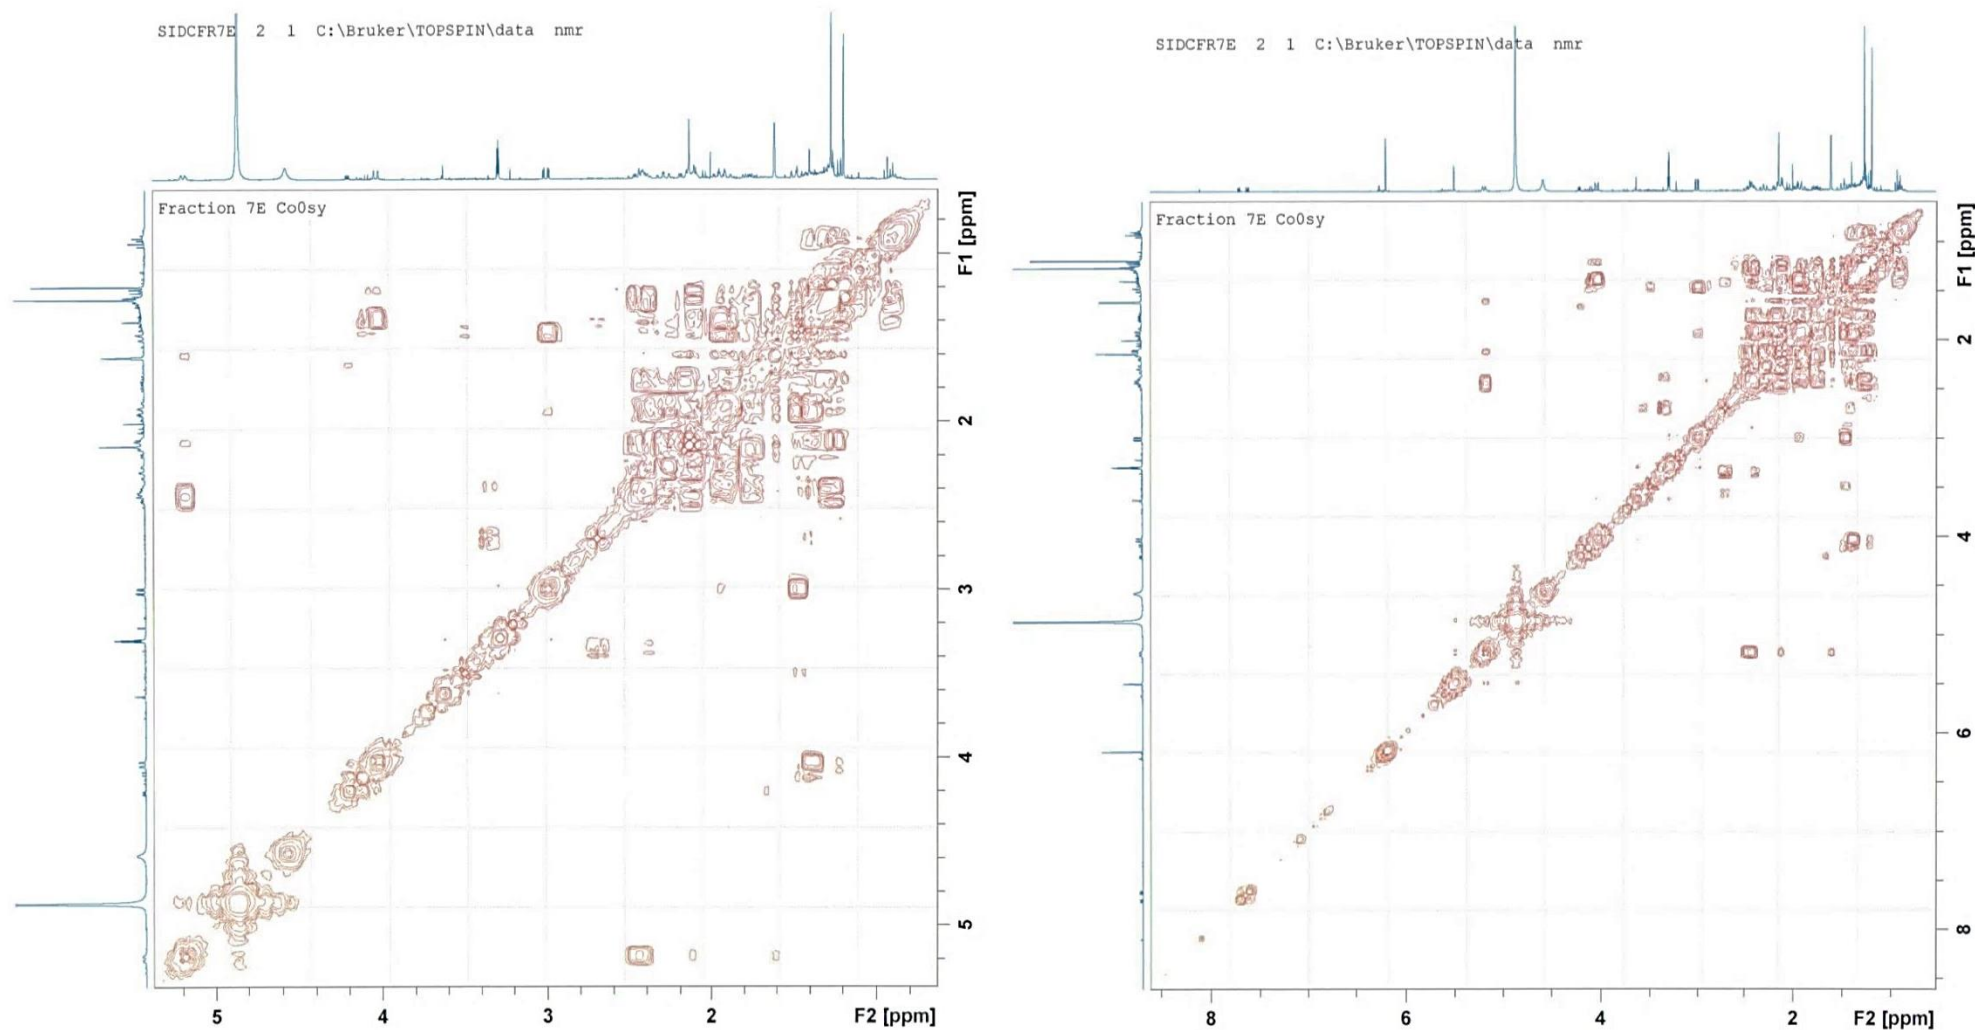 SIDCFR7E 2 1 C:\Bruker\TOPSPIN\data nmr
Fraction 7E Co0sy
F1 [ppm]
2
3
4
5
5 4 3 2 F2 [ppm]
SIDCFR7E 2 1 C:\Bruker\TOPSPIN\data nmr
Fraction 7E Co0sy
F1 [ppm]
2
4
6
8
8 6 4 2 F2 [ppm]